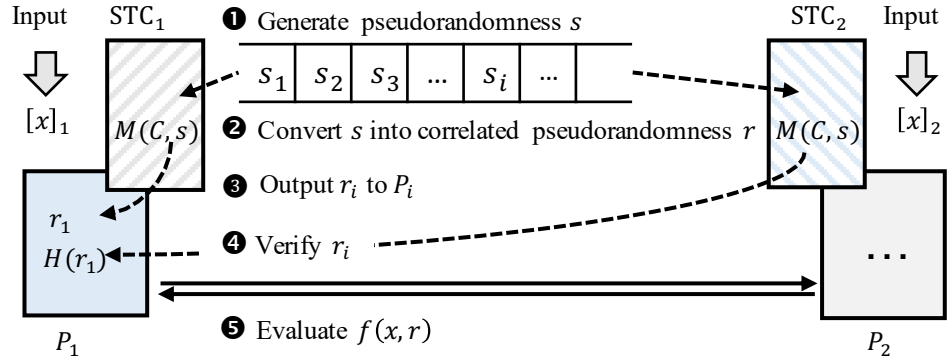 Input
STC₁
❶ Generate pseudorandomness s
STC₂
Input
s₁ s₂ s₃ ... sᵢ ...
[x]₁
M(C, s)
❷ Convert s into correlated pseudorandomness r
M(C, s)
[x]₂
❸ Output rᵢ to Pᵢ
r₁
H(r₁)
❹ Verify rᵢ
...
❺ Evaluate f(x, r)
P₁
P₂